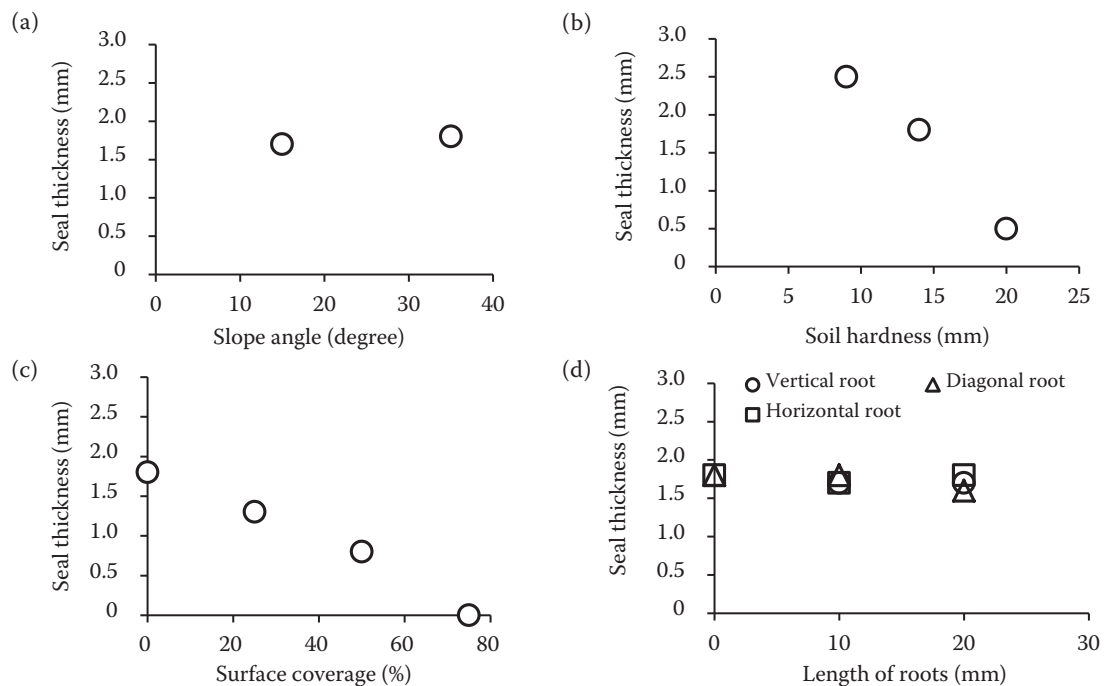 (a)
3.0
2.5
2.0
1.5
1.0
0.5
0
Seal thickness (mm)
0 10 20 30 40
Slope angle (degree)
(b)
3.0
2.5
2.0
1.5
1.0
0.5
0
Seal thickness (mm)
0 5 10 15 20 25
Soil hardness (mm)
(c)
3.0
2.5
2.0
1.5
1.0
0.5
0
Seal thickness (mm)
0 20 40 60 80
Surface coverage (%)
(d)
Vertical root Diagonal root
Horizontal root
3.0
2.5
2.0
1.5
1.0
0.5
0
Seal thickness (mm)
0 10 20 30
Length of roots (mm)